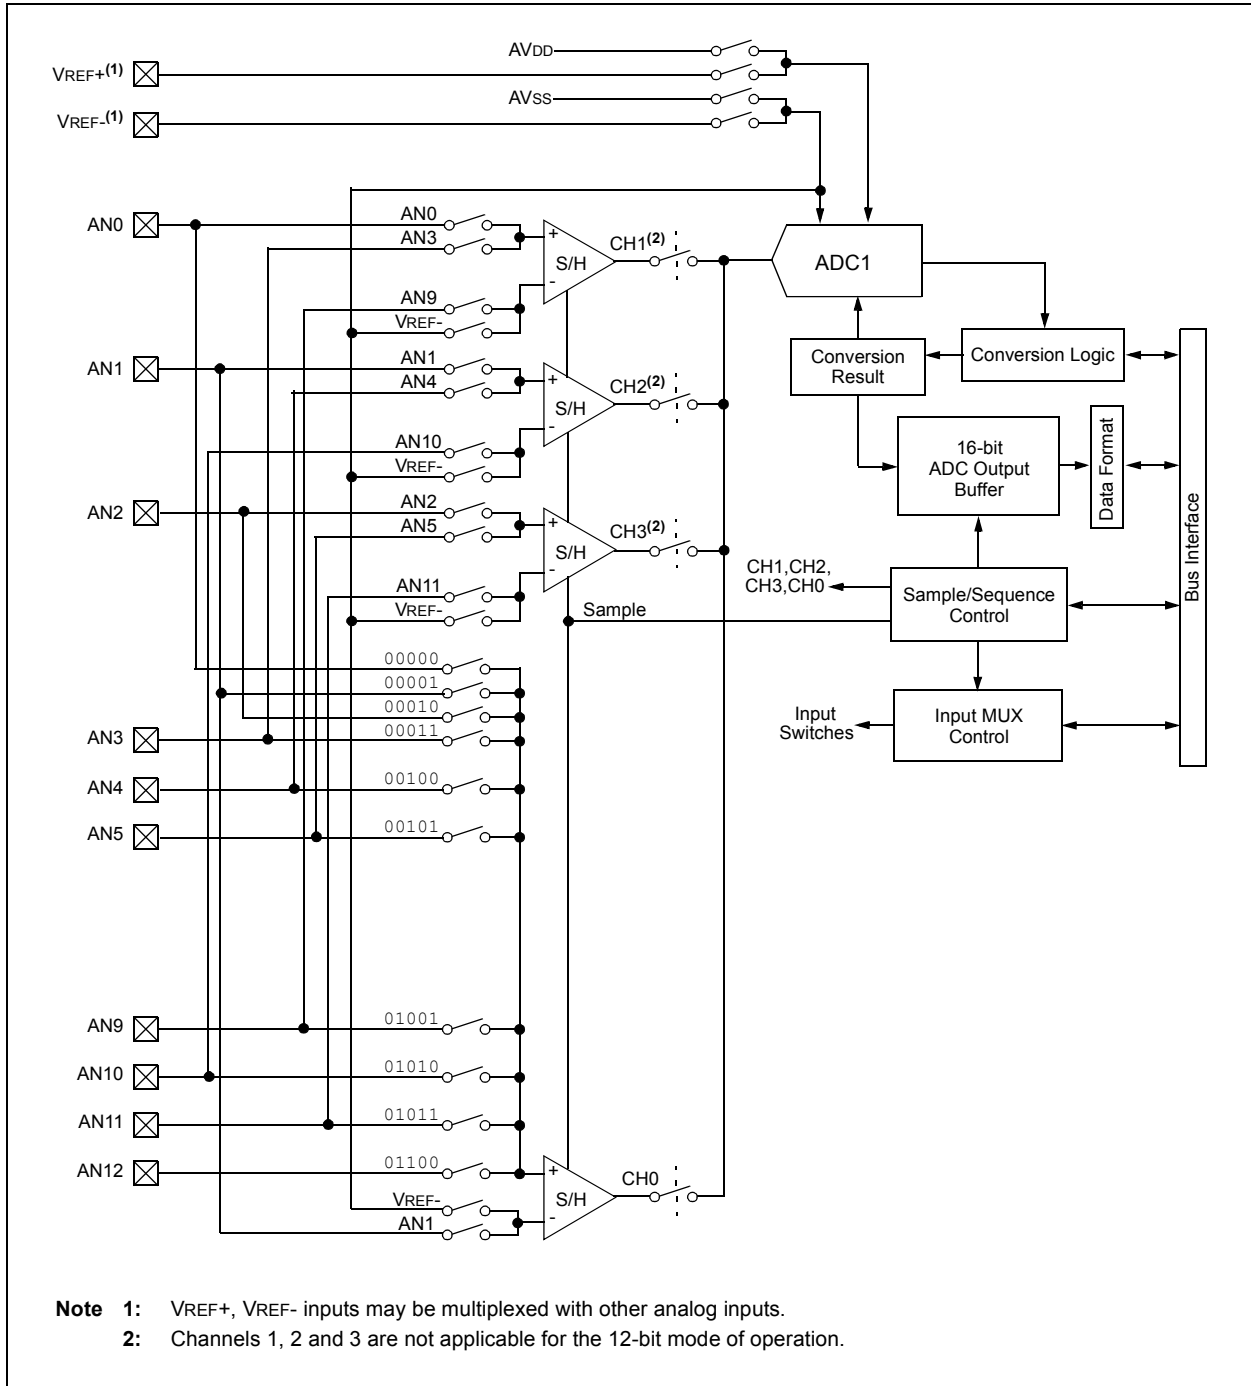 AVDD
VREF+(1)
AVSS
VREF-(1)
AN0
AN0
AN3
+
S/H
-
CH1(2)
ADC1
AN9
VREF-
Conversion
Result
Conversion Logic
AN1
AN1
AN4
+
S/H
-
CH2(2)
AN10
VREF-
16-bit
ADC Output
Buffer
Data Format
Bus Interface
AN2
AN2
AN5
+
S/H
-
CH3(2)
AN11
VREF-
CH1,CH2,
CH3,CH0
Sample/Sequence
Control
Sample
00000
00001
00010
AN3
00011
Input
Switches
Input MUX
Control
AN4
00100
AN5
00101
AN9
01001
AN10
01010
AN11
01011
AN12
01100
+
S/H
-
CH0
VREF-
AN1
Note 1: VREF+, VREF- inputs may be multiplexed with other analog inputs.
2: Channels 1, 2 and 3 are not applicable for the 12-bit mode of operation.